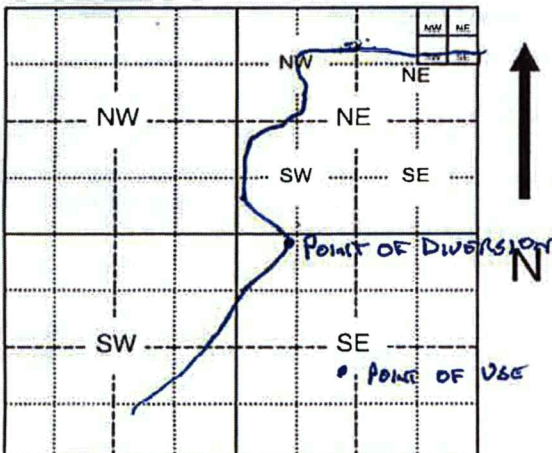 NW NE
NW
SW SE
NE
NW NE
SW SE
POINT OF DIVERSION
N
SW SE
POINT OF USE